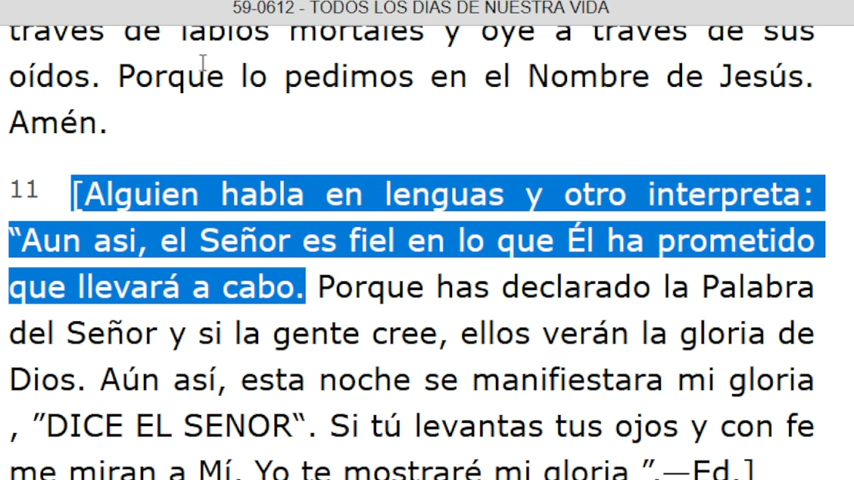 59-0612 - TODOS LOS DIAS DE NUESTRA VIDA
través de labios mortales y oye a través de sus
oídos. Porque lo pedimos en el Nombre de Jesús.
Amén.
11 [Alguien habla en lenguas y otro interpreta:
“Aun asi, el Señor es fiel en lo que Él ha prometido
que llevará a cabo. Porque has declarado la Palabra
del Señor y si la gente cree, ellos verán la gloria de
Dios. Aún así, esta noche se manifiestara mi gloria
, ”DICE EL SENOR“. Si tú levantas tus ojos y con fe
me miran a Mí. Yo te mostraré mi gloria ”.—Ed.]